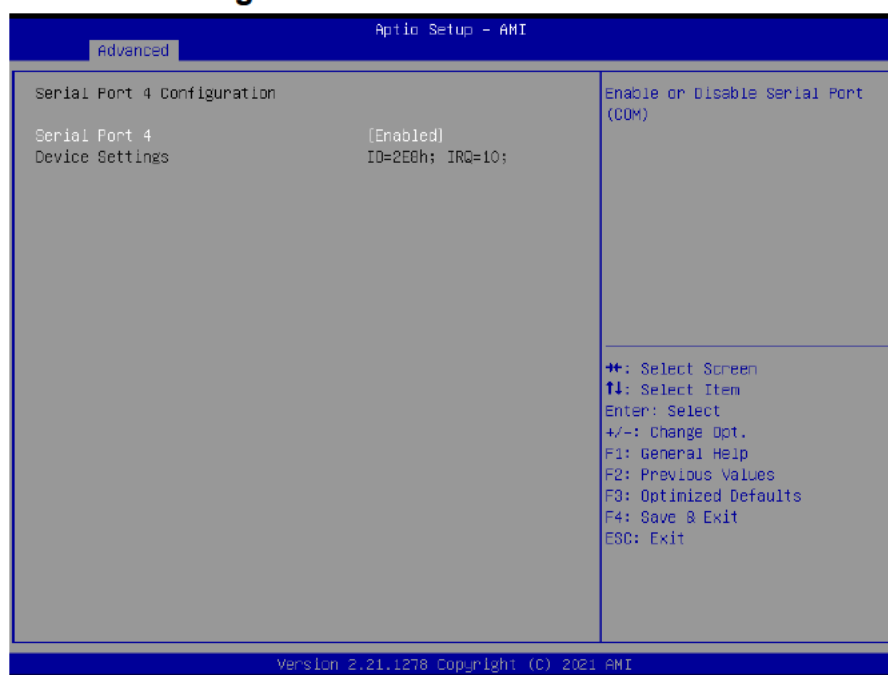 Aptio Setup - AMI
Advanced
Serial Port 4 Configuration
Serial Port 4 [Enabled]
Device Settings IO=2E8h; IRQ=10;
Enable or Disable Serial Port
(COM)
→←: Select Screen
↑↓: Select Item
Enter: Select
+/-: Change Opt.
F1: General Help
F2: Previous Values
F3: Optimized Defaults
F4: Save & Exit
ESC: Exit
Version 2.21.1278 Copyright (C) 2021 AMI